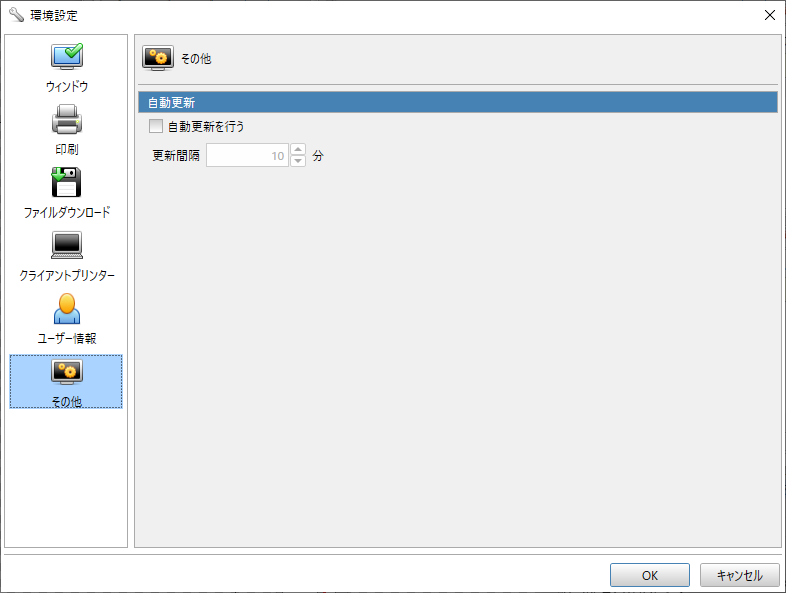 環境設定
ウィンドウ
印刷
ファイルダウンロード
クライアントプリンター
ユーザー情報
その他
その他
自動更新
自動更新を行う
更新間隔 10 分
OK キャンセル